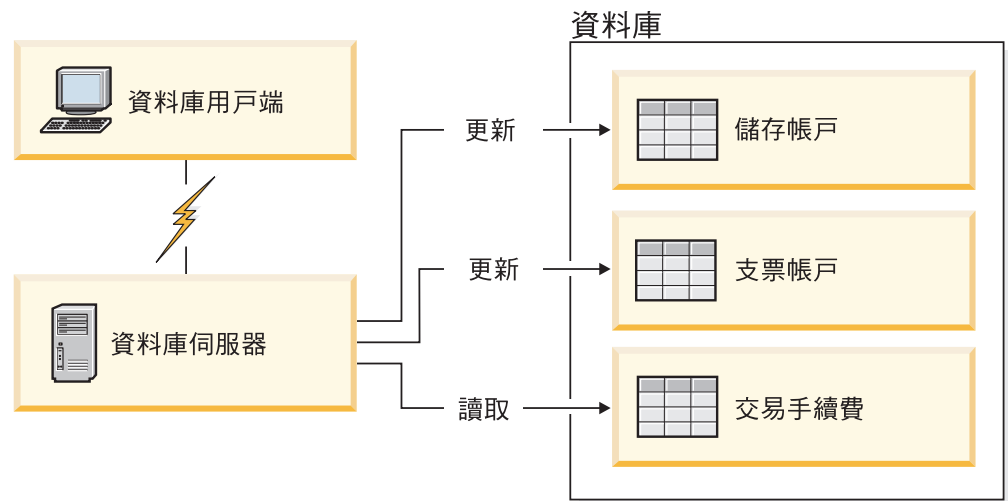 資料庫
資料庫用戶端
更新
儲存帳戶
更新
支票帳戶
資料庫伺服器
讀取
交易手續費